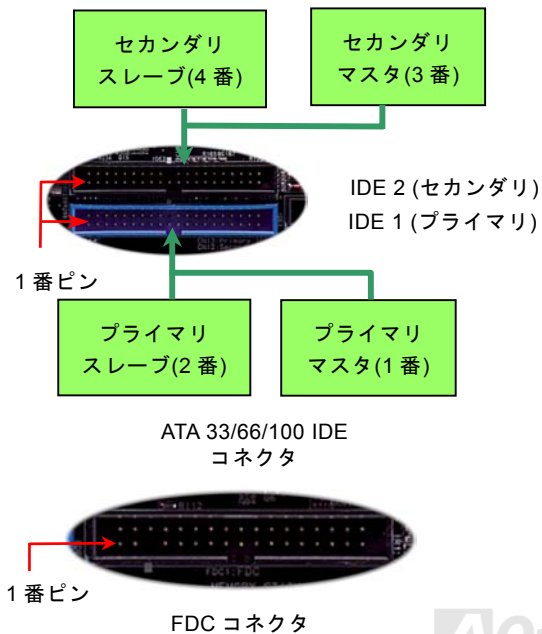 セカンダリ
スレーブ(4 番)
セカンダリ
マスタ(3 番)
IDE 2 (セカンダリ)
IDE 1 (プライマリ)
1 番ピン
プライマリ
スレーブ(2 番)
プライマリ
マスタ(1 番)
ATA 33/66/100 IDE
コネクタ
FDC1:FDC
1 番ピン
FDC コネクタ